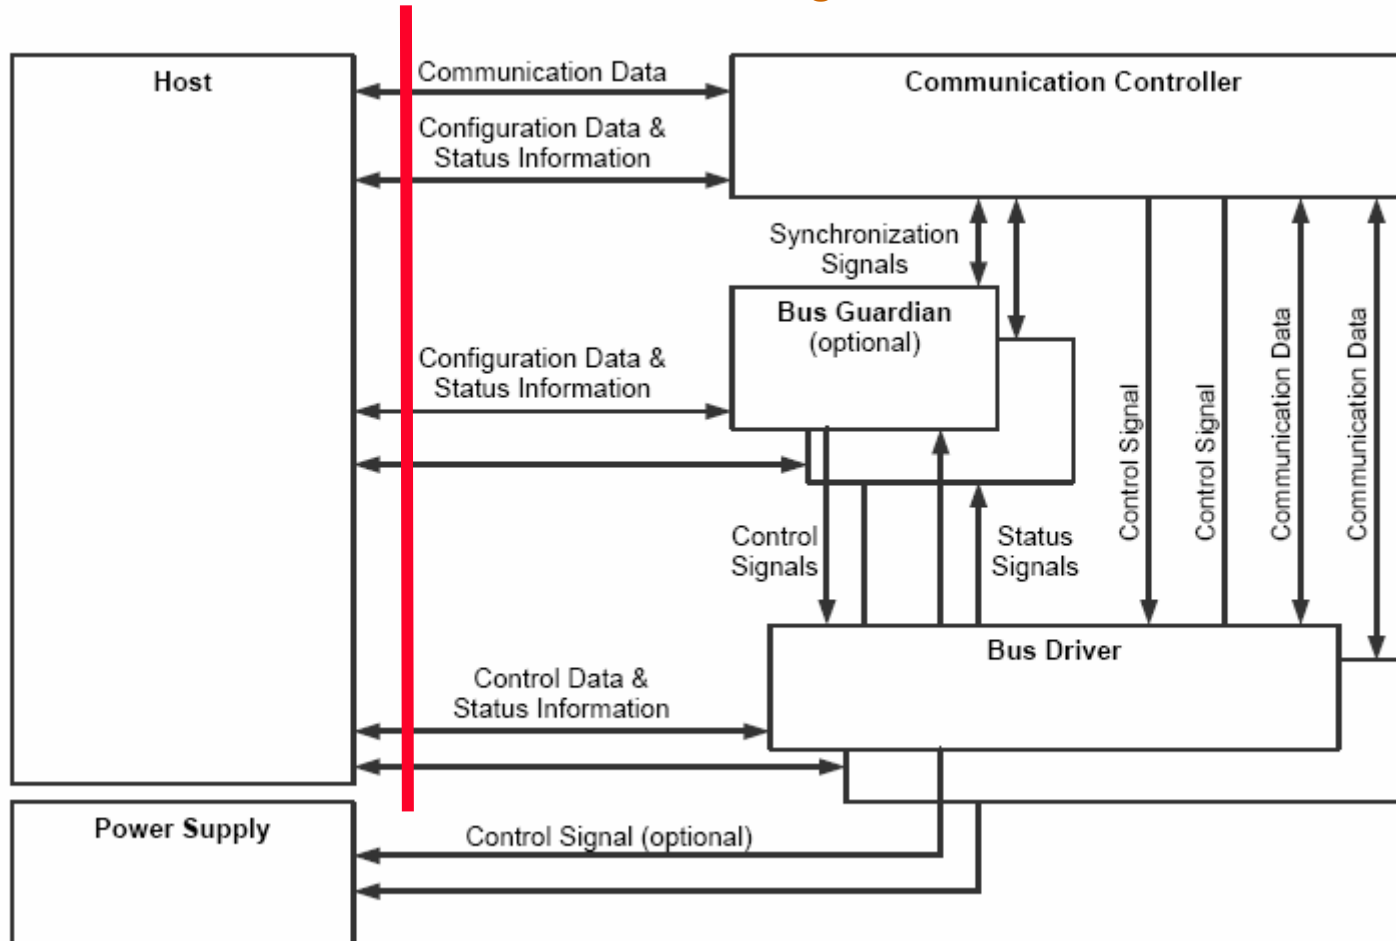 Host
Communication Data
Communication Controller
Configuration Data &
Status Information
Synchronization
Signals
Bus Guardian
(optional)
Configuration Data &
Status Information
Control Signal
Control Signal
Communication Data
Communication Data
Control
Signals
Status
Signals
Bus Driver
Control Data &
Status Information
Power Supply
Control Signal (optional)